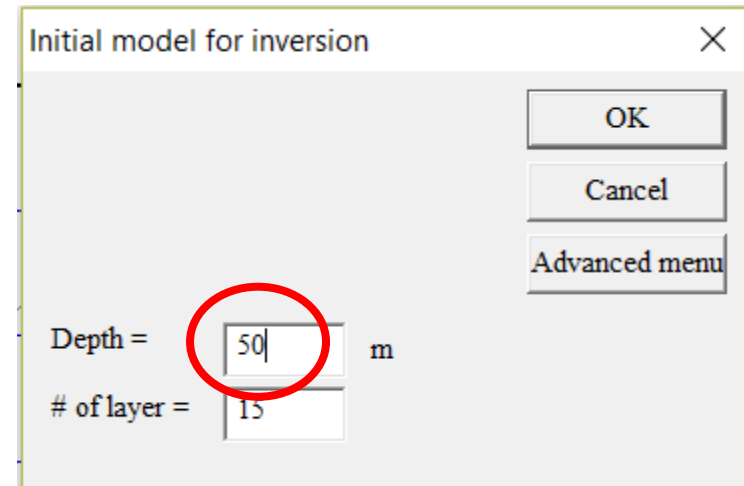 Initial model for inversion
OK
Cancel
Advanced menu
Depth = 50 m
# of layer = 15